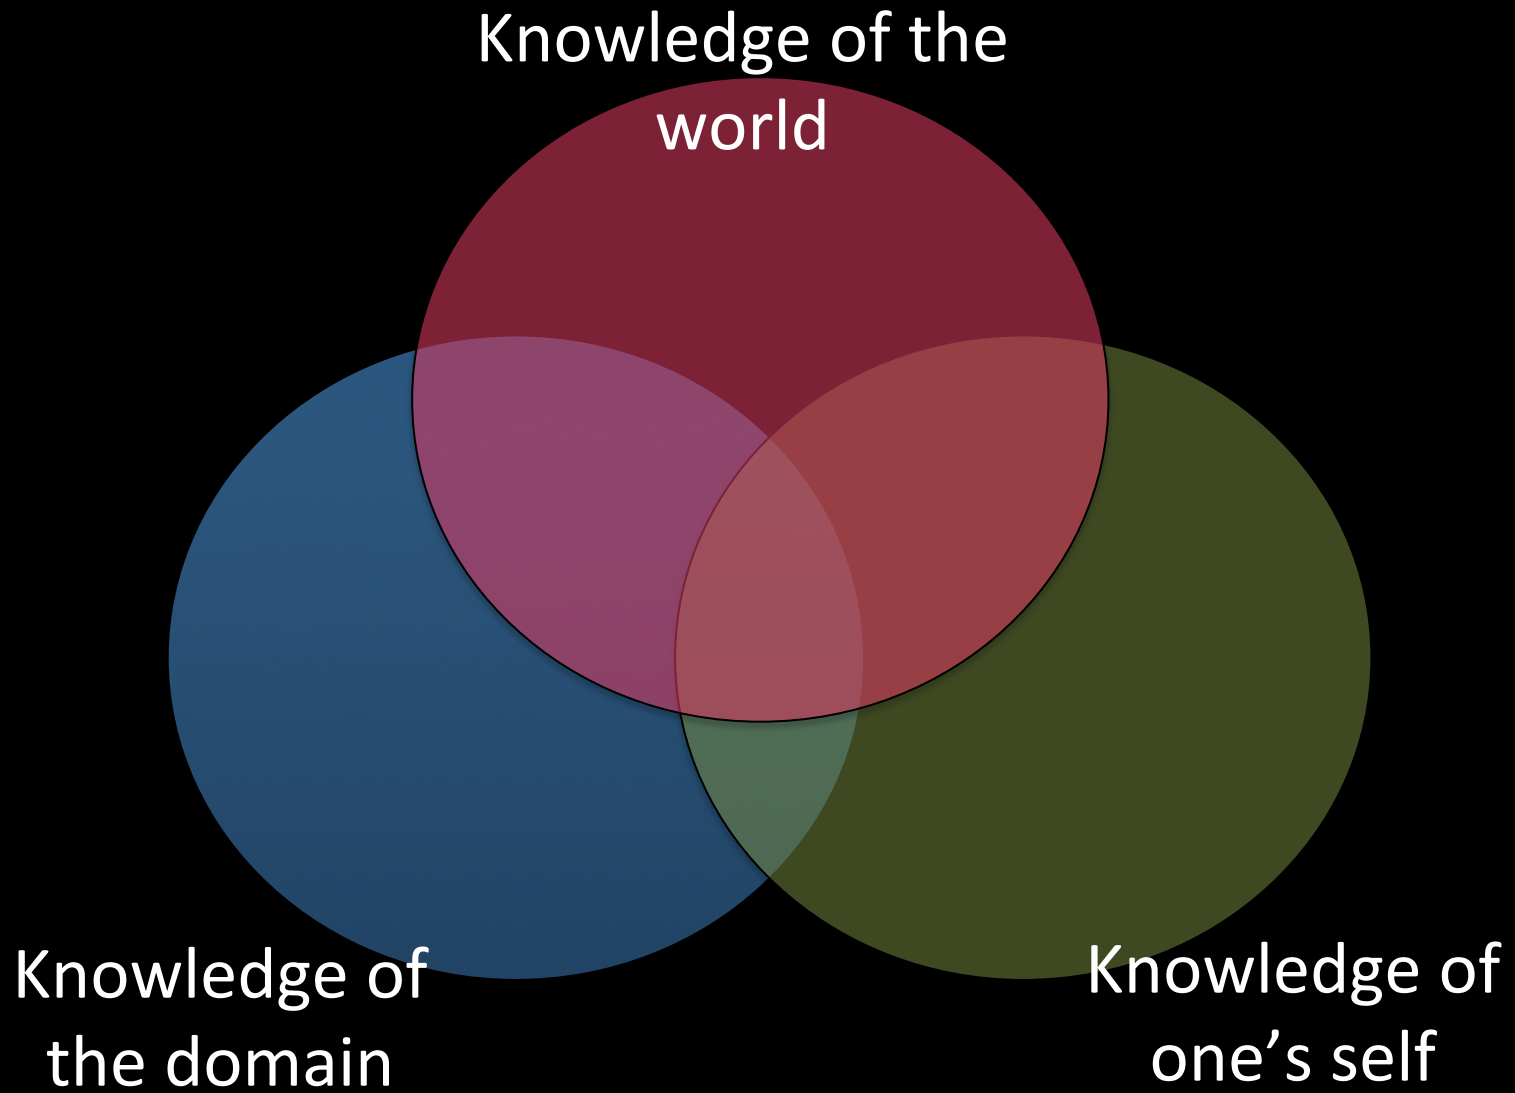 Knowledge of the
world
Knowledge of
the domain
Knowledge of
one’s self